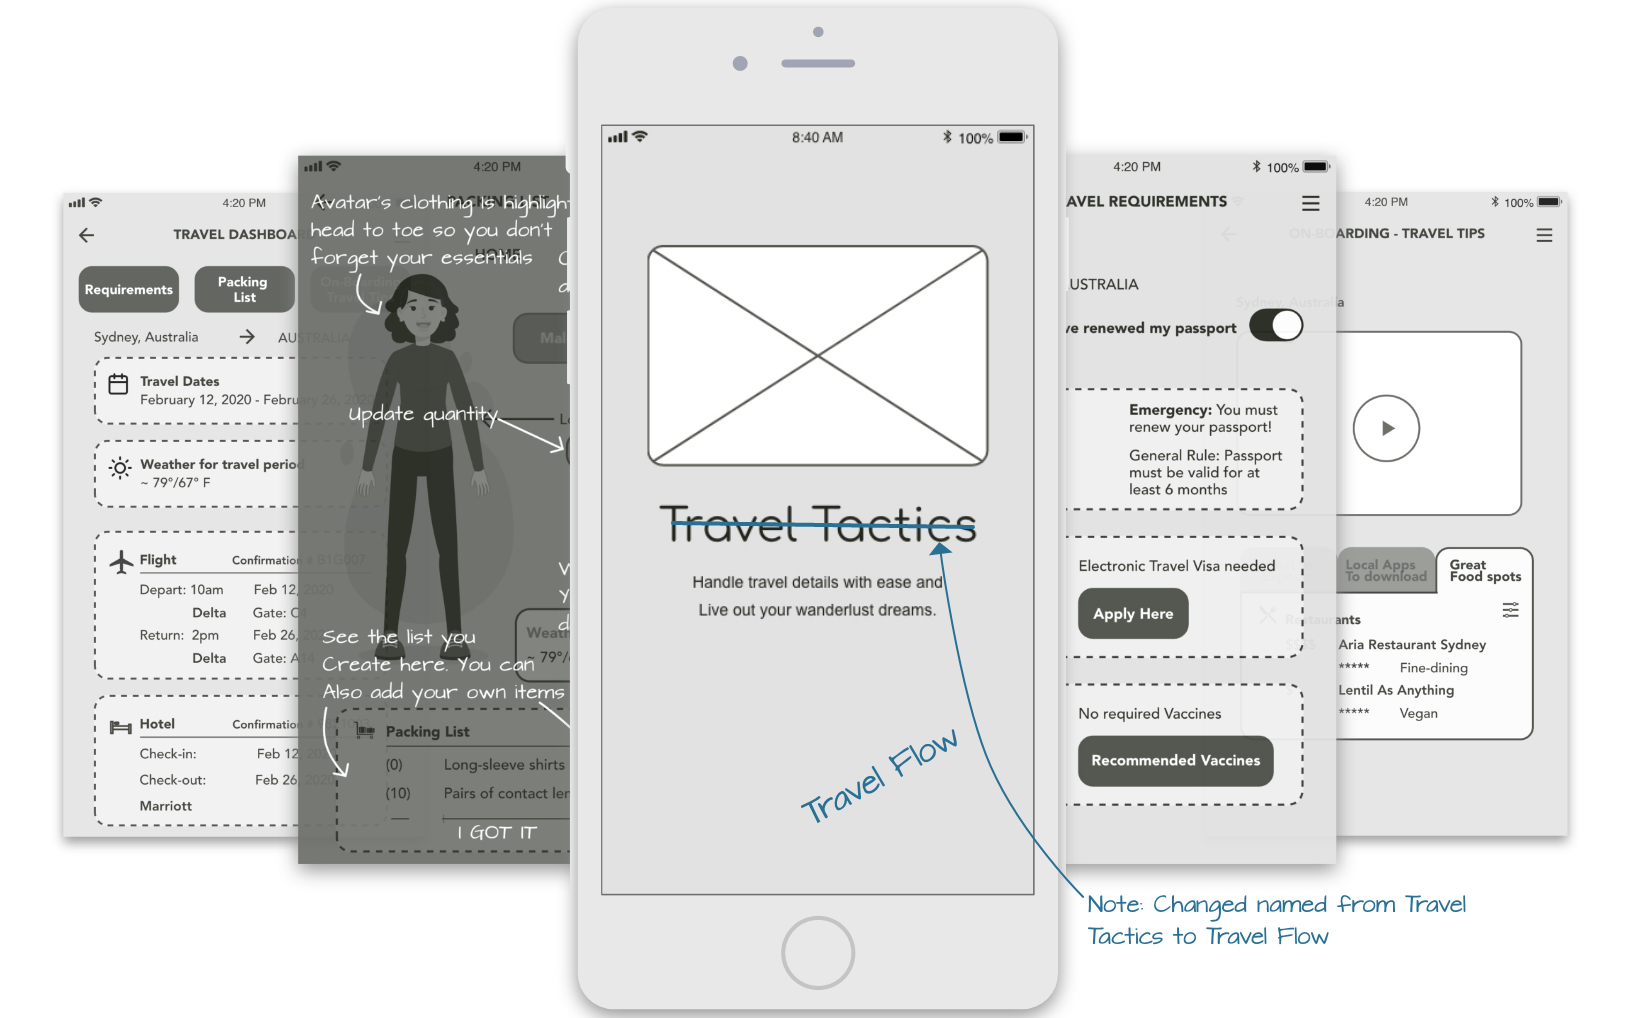 4:20 PM
TRAVEL DASHBOA
Requirements
Packing
List
Sydney, Australia
AUSTRALIA
Travel Dates
February 12, 2020 - February 26, 2020
Weather for travel period
~ 79°/67° F
Flight Confirmation # B1G007
Depart: 10am Feb 12, 2020
Delta Gate: C4
Return: 2pm Feb 26,
Delta Gate: A14
Hotel Confirmation #
Check-in: Feb 12,
Check-out: Feb 26, 2020
Marriott
4:20 PM
Avatar's clothing is highligh
head to toe so you don't
forget your essentials
HOME
Update quantity
See the list you
Create here. You can
Also add your own items
Weath
~ 79°/
Packing List
(0) Long-sleeve shirts
(10) Pairs of contact len
I GOT IT
8:40 AM 100%
Travel Tactics
Handle travel details with ease and
Live out your wanderlust dreams.
Travel Flow
Note: Changed named from Travel
Tactics to Travel Flow
4:20 PM 100%
AVEL REQUIREMENTS
USTRALIA
ve renewed my passport
Emergency: You must
renew your passport!
General Rule: Passport
must be valid for at
least 6 months
Electronic Travel Visa needed
Apply Here
No required Vaccines
Recommended Vaccines
4:20 PM 100%
ON-BOARDING - TRAVEL TIPS
Sydney, Australia
Local Apps
To download
Great
Food spots
Restaurants
Aria Restaurant Sydney
***** Fine-dining
Lentil As Anything
***** Vegan